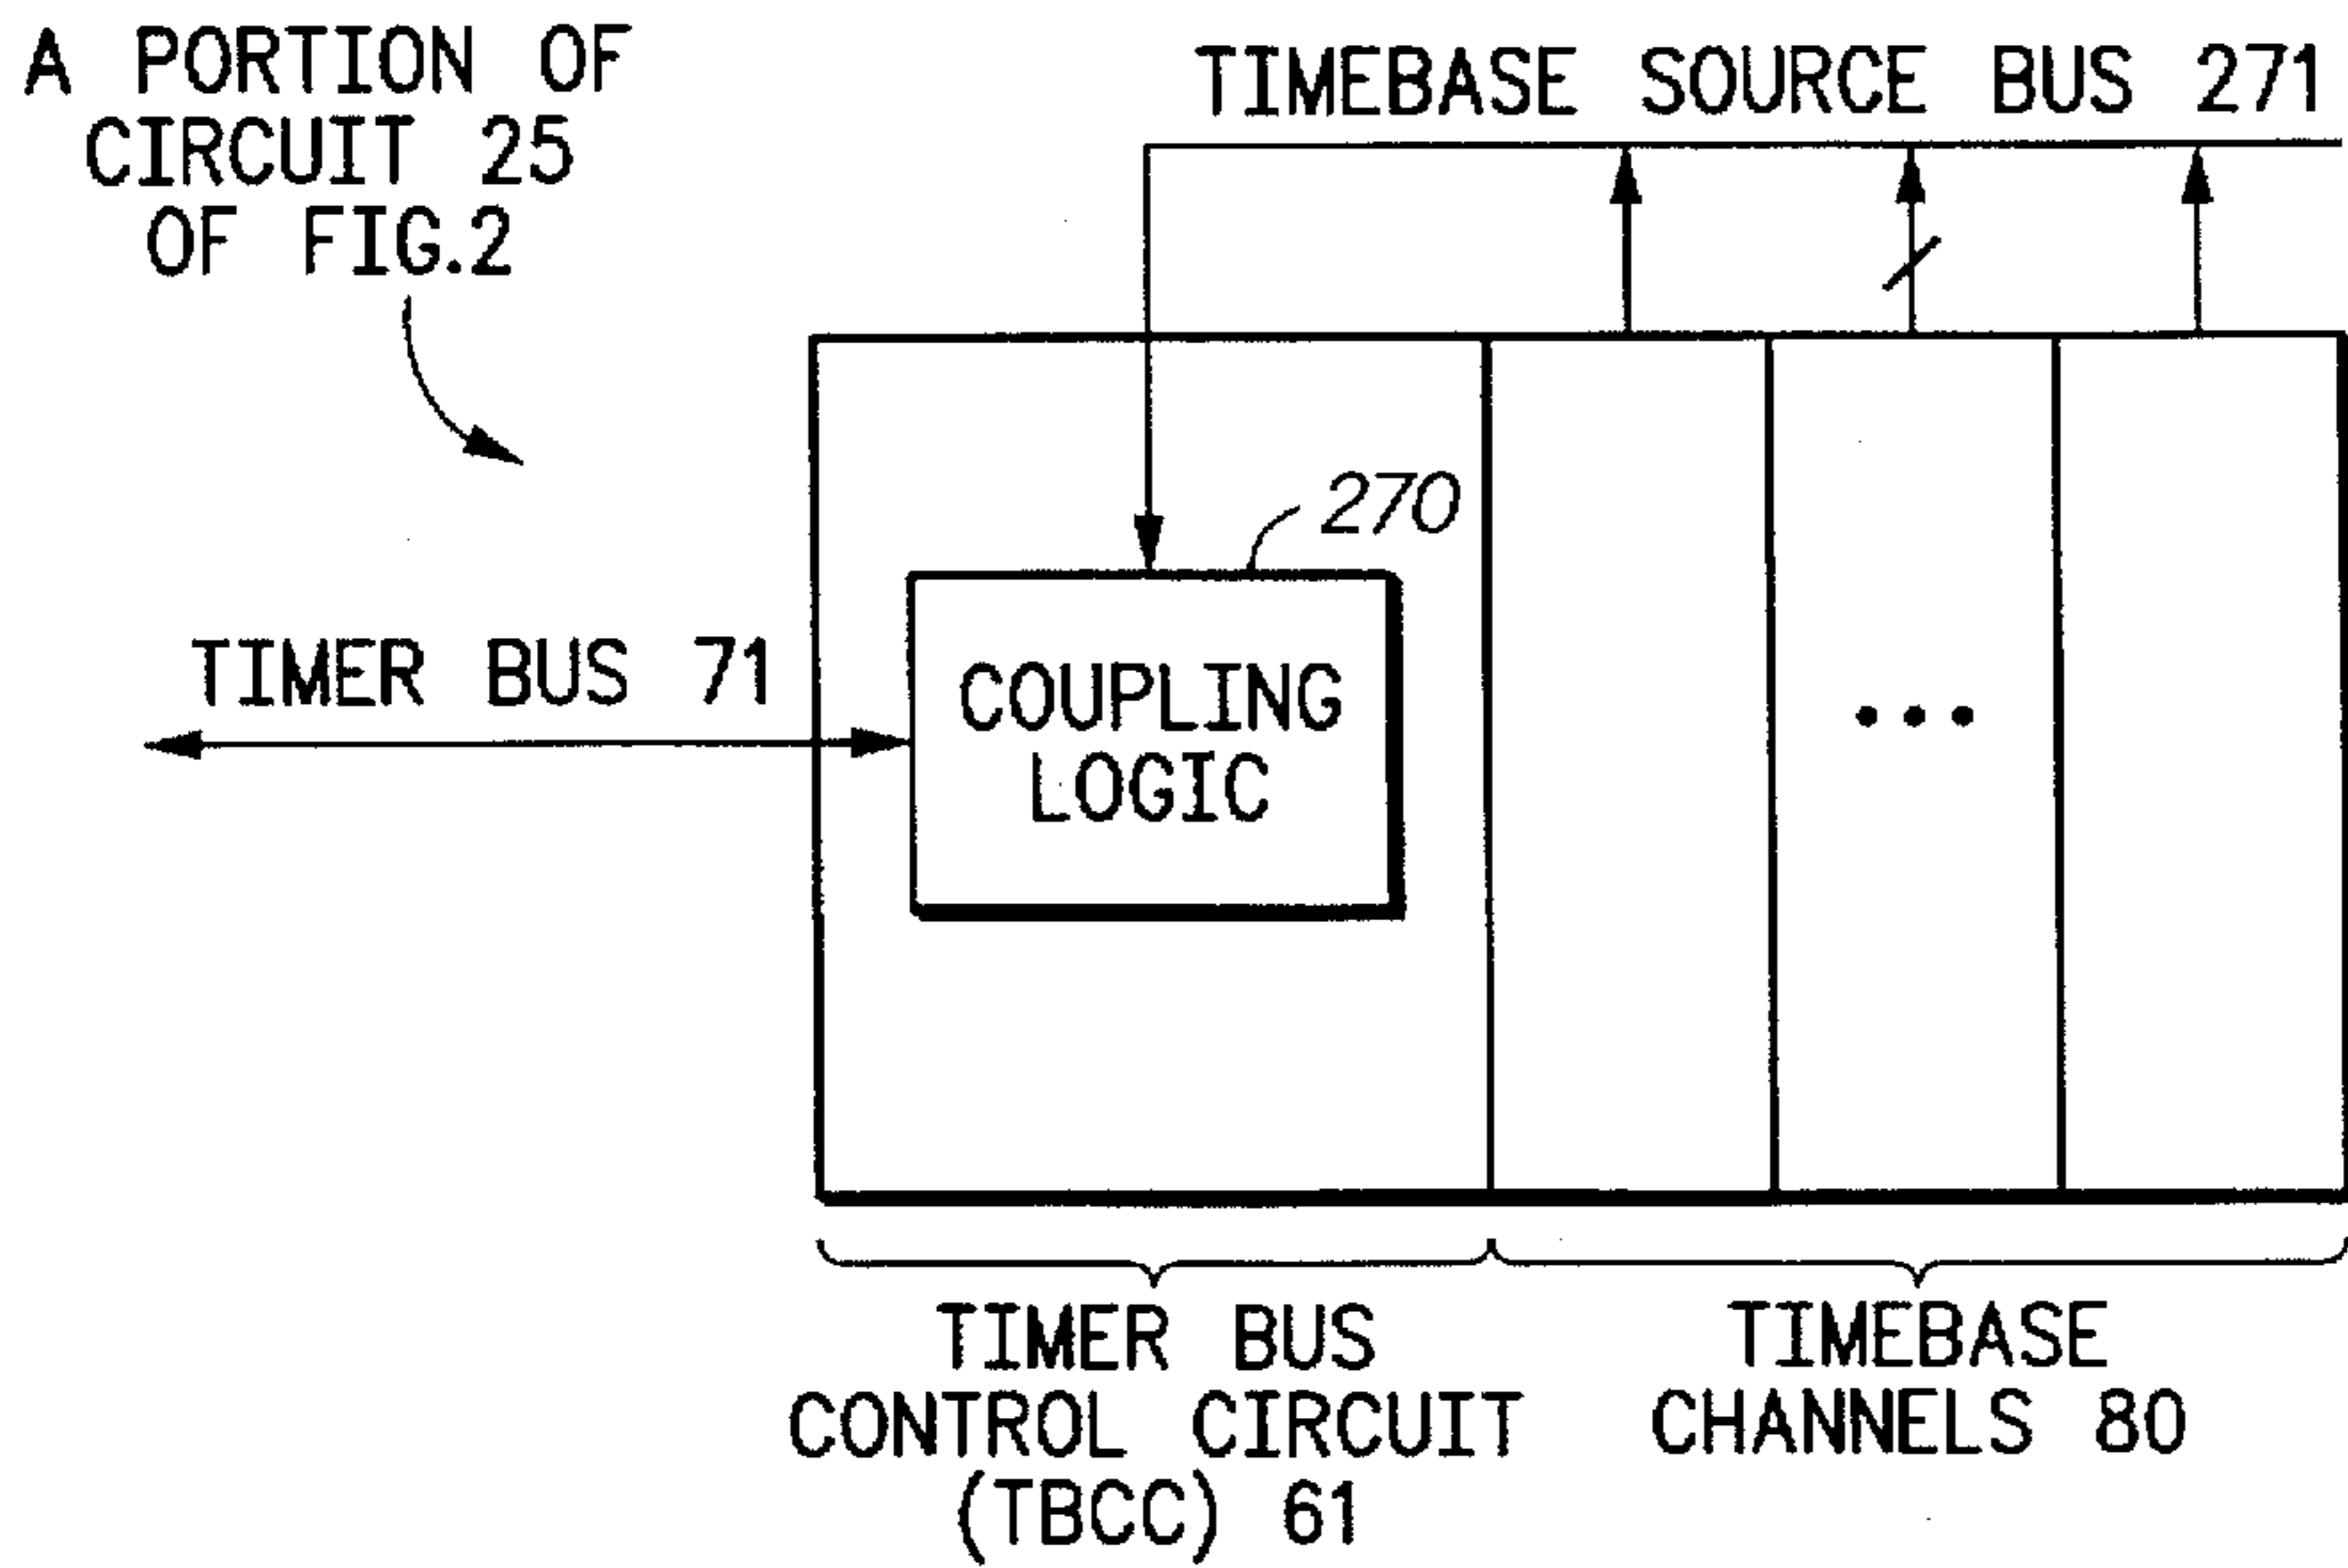 A PORTION OF
CIRCUIT 25
OF FIG.2
TIMEBASE SOURCE BUS 271
270
TIMER BUS 71
COUPLING
LOGIC
TIMER BUS
CONTROL CIRCUIT
(TBCC) 61
TIMEBASE
CHANNELS 80